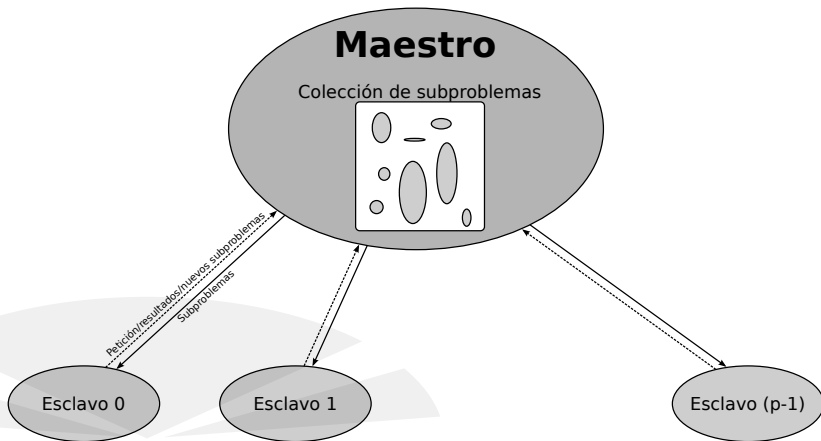 Maestro
Colección de subproblemas
Petición/resultados/nuevos subproblemas
Subproblemas
Esclavo 0
Esclavo 1
Esclavo (p-1)